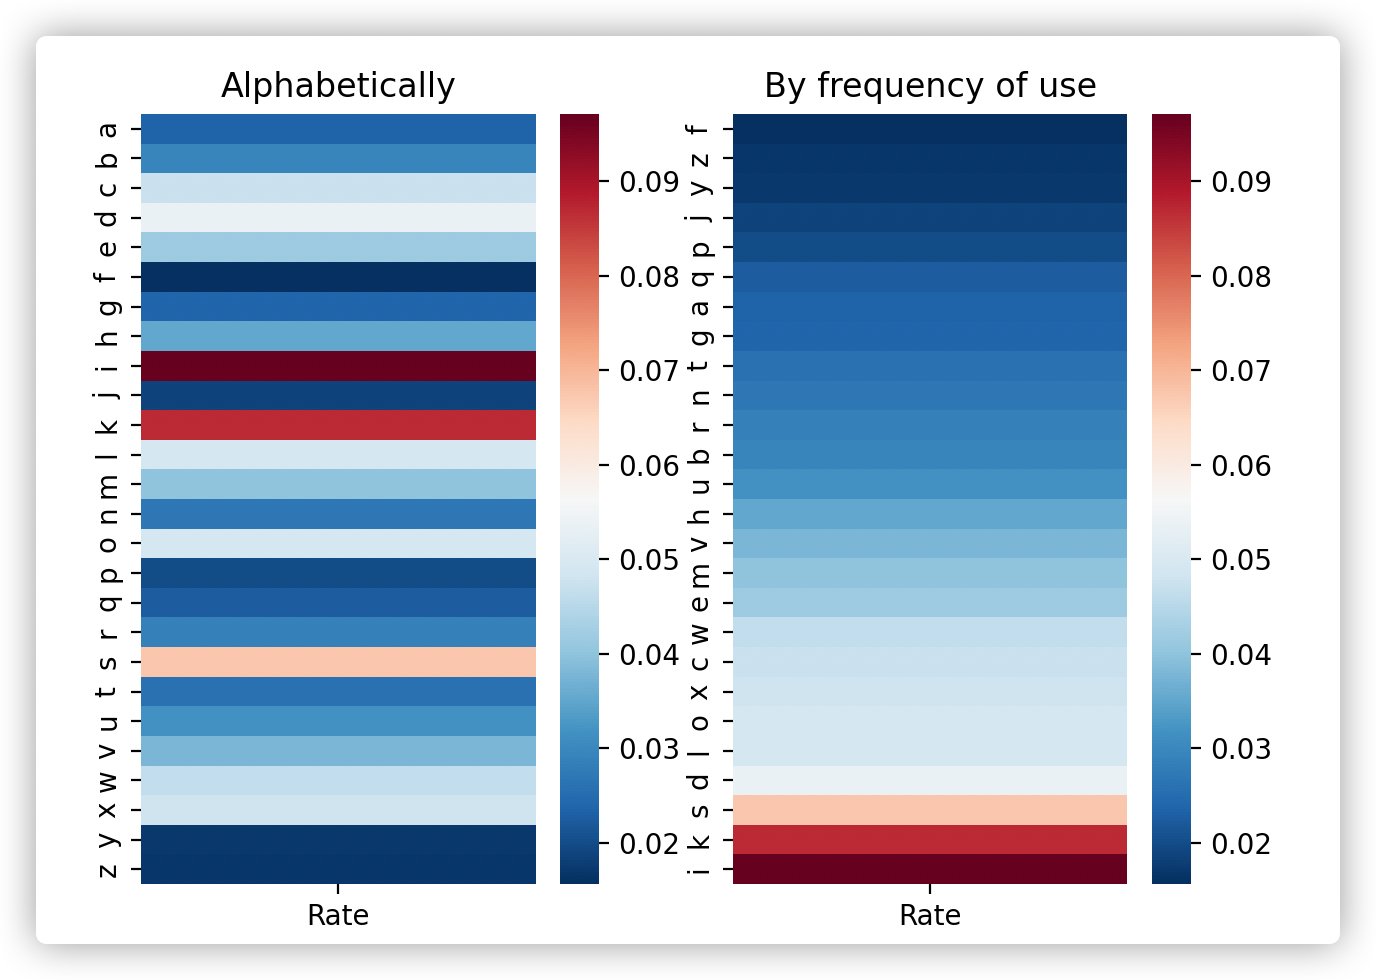 Alphabetically
a
b
c
d
e
f
g
h
i
j
k
l
m
n
o
p
q
r
s
t
u
v
w
x
y
z
Rate
0.09
0.08
0.07
0.06
0.05
0.04
0.03
0.02
By frequency of use
f
z
y
j
p
q
a
g
t
n
r
b
u
h
v
m
e
w
c
x
o
l
d
s
k
i
Rate
0.09
0.08
0.07
0.06
0.05
0.04
0.03
0.02